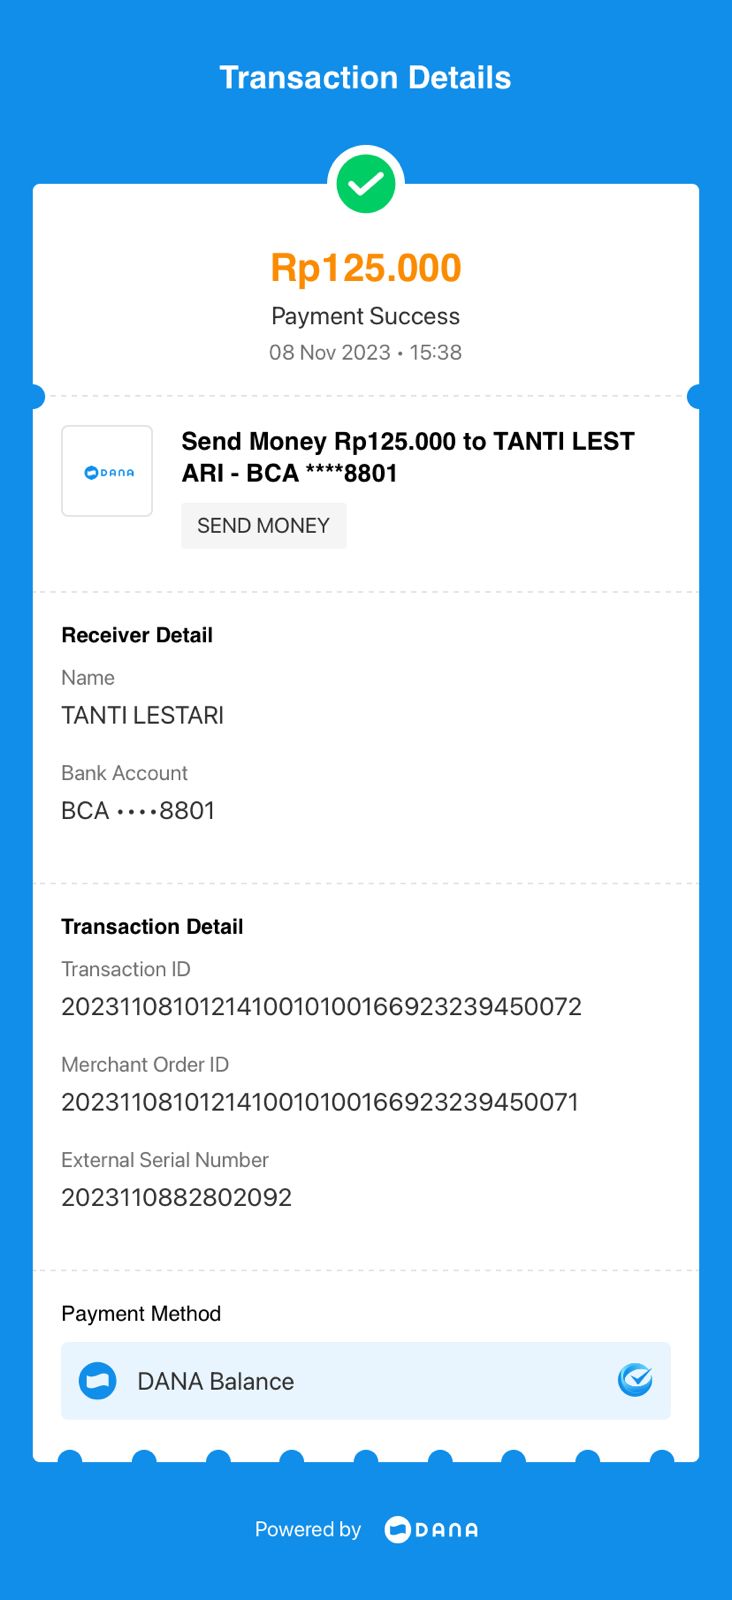 Transaction Details
Rp125.000
Payment Success
08 Nov 2023 • 15:38
DANA
Send Money Rp125.000 to TANTI LEST
ARI - BCA ****8801
SEND MONEY
Receiver Detail
Name
TANTI LESTARI
Bank Account
BCA ••••8801
Transaction Detail
Transaction ID
2023110810121410010100166923239450072
Merchant Order ID
2023110810121410010100166923239450071
External Serial Number
2023110882802092
Payment Method
DANA Balance
Powered by DANA